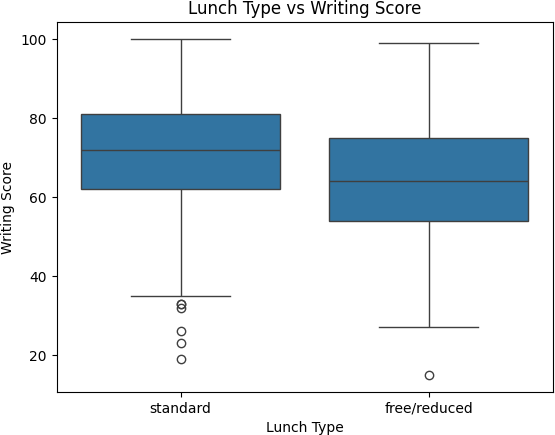 Lunch Type vs Writing Score
Writing Score
100
80
60
40
20
standard free/reduced
Lunch Type